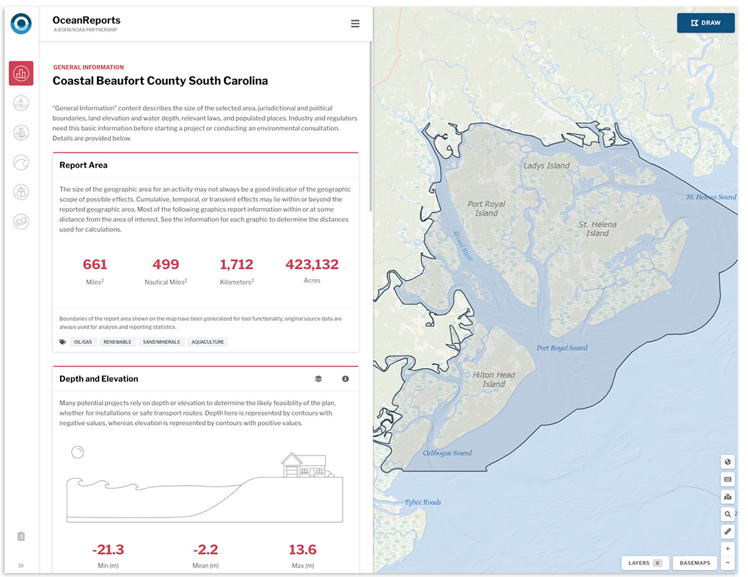 OceanReports
A BOEM/NOAA PARTNERSHIP
GENERAL INFORMATION
Coastal Beaufort County South Carolina
"General Information" content describes the size of the selected area, jurisdictional and political
boundaries, land elevation and water depth, relevant laws, and populated places. Industry and regulators
need this basic information before starting a project or conducting an environmental consultation.
Details are provided below.
Report Area
The size of the geographic area for an activity may not always be a good indicator of the geographic
scope of possible effects. Cumulative, temporal, or transient effects may lie within or beyond the
reported geographic area. Most of the following graphics report information within or at some
distance from the area of interest. See the information for each graphic to determine the distances
used for calculations.
661 499 1,712 423,132
Miles² Nautical Miles² Kilometers² Acres
Boundaries of the report area shown on the map have been generalized for tool functionality; original source data are
always used for analysis and reporting statistics.
OIL/GAS RENEWABLE SAND/MINERALS AQUACULTURE
Depth and Elevation
Many potential projects rely on depth or elevation to determine the likely feasibility of the plan,
whether for installations or safe transport routes. Depth here is represented by contours with
negative values, whereas elevation is represented by contours with positive values.
-21.3 -2.2 13.6
Min (m) Mean (m) Max (m)
DRAW
Ladys Island
Port Royal
Island
St. Helena Sound
St. Helena
Island
Broad River
Port Royal Sound
Hilton Head
Island
Calibogue Sound
Tybee Roads
LAYERS 0 BASEMAPS